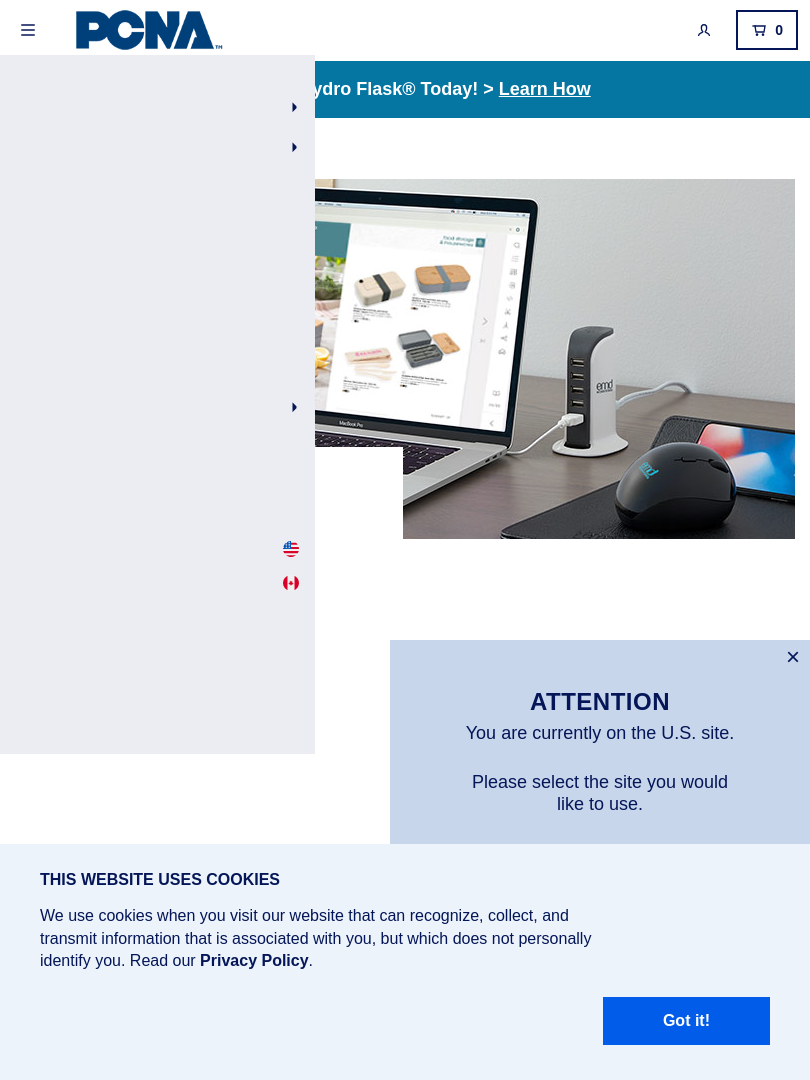 PCNA™
0
ydro Flask® Today! > Learn How
food storage
MacBook Pro
emd
ATTENTION
You are currently on the U.S. site.
Please select the site you would
like to use.
THIS WEBSITE USES COOKIES
We use cookies when you visit our website that can recognize, collect, and
transmit information that is associated with you, but which does not personally
identify you. Read our Privacy Policy.
Got it!